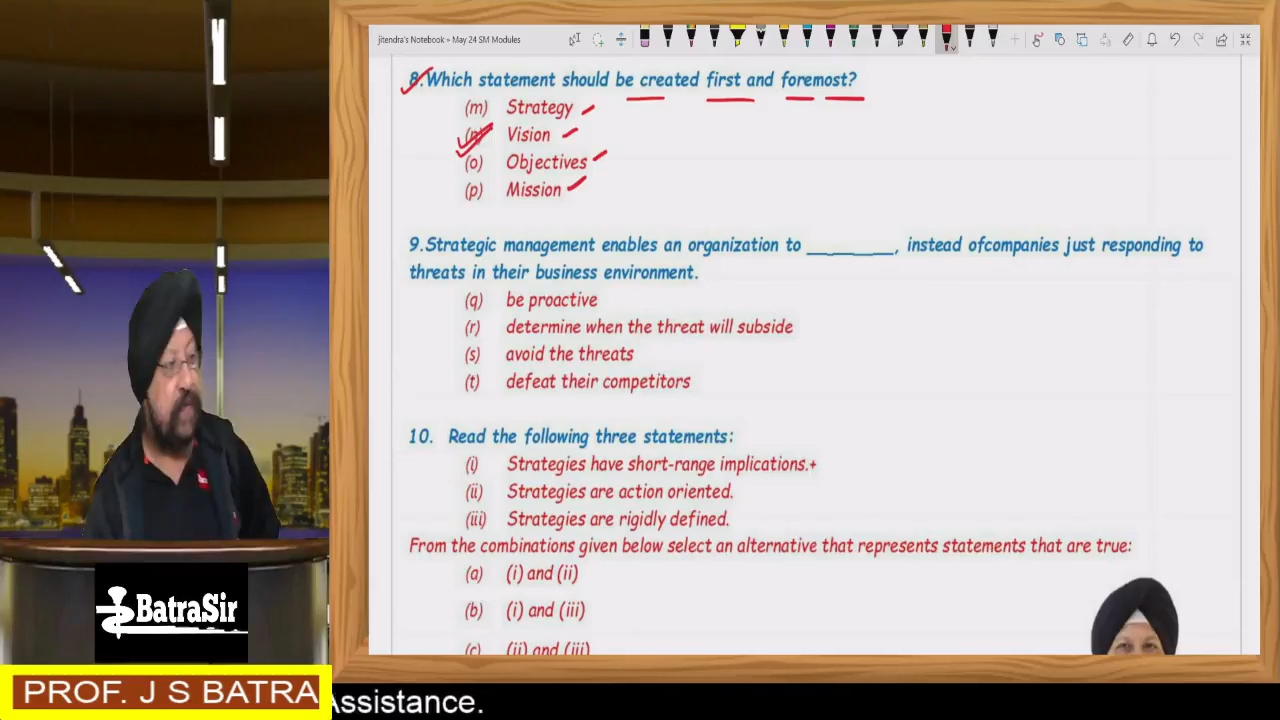 jitendra's Notebook » May 24 SM Modules
8.Which statement should be created first and foremost?
(m) Strategy
(n) Vision
(o) Objectives
(p) Mission
9.Strategic management enables an organization to _________, instead ofcompanies just responding to
threats in their business environment.
(q) be proactive
(r) determine when the threat will subside
(s) avoid the threats
(t) defeat their competitors
10. Read the following three statements:
(i) Strategies have short-range implications.+
(ii) Strategies are action oriented.
(iii) Strategies are rigidly defined.
From the combinations given below select an alternative that represents statements that are true:
(a) (i) and (ii)
(b) (i) and (iii)
(c) (ii) and (iii)
BatraSir
PROF. J S BATRA
Assistance.